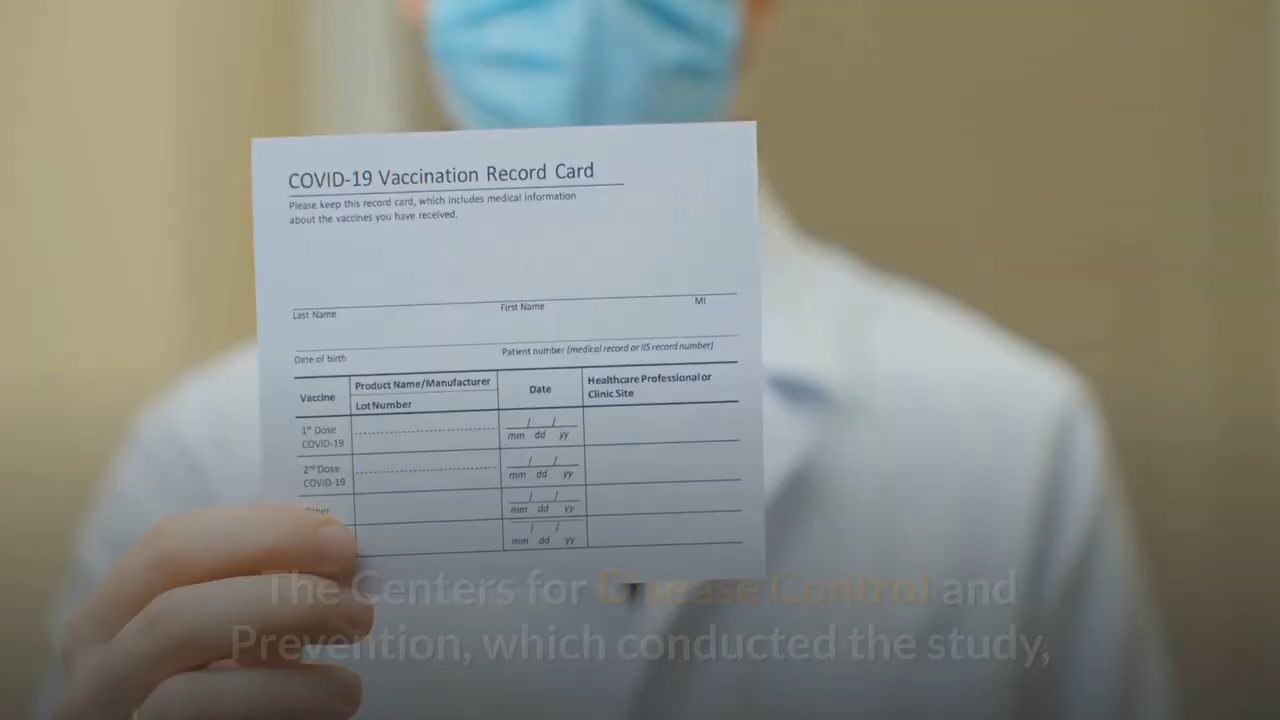 COVID-19 Vaccination Record Card
Please keep this record card, which includes medical information
about the vaccines you have received.
Last Name First Name MI
Date of birth Patient number (medical record or IIS record number)
Vaccine Product Name/Manufacturer Date Healthcare Professional or
Lot Number Clinic Site
1st Dose
COVID-19
/ /
mm dd yy
2nd Dose
COVID-19
/ /
mm dd yy
/ /
mm dd yy
/ /
mm dd yy
The Centers for Disease Control and
Prevention, which conducted the study,